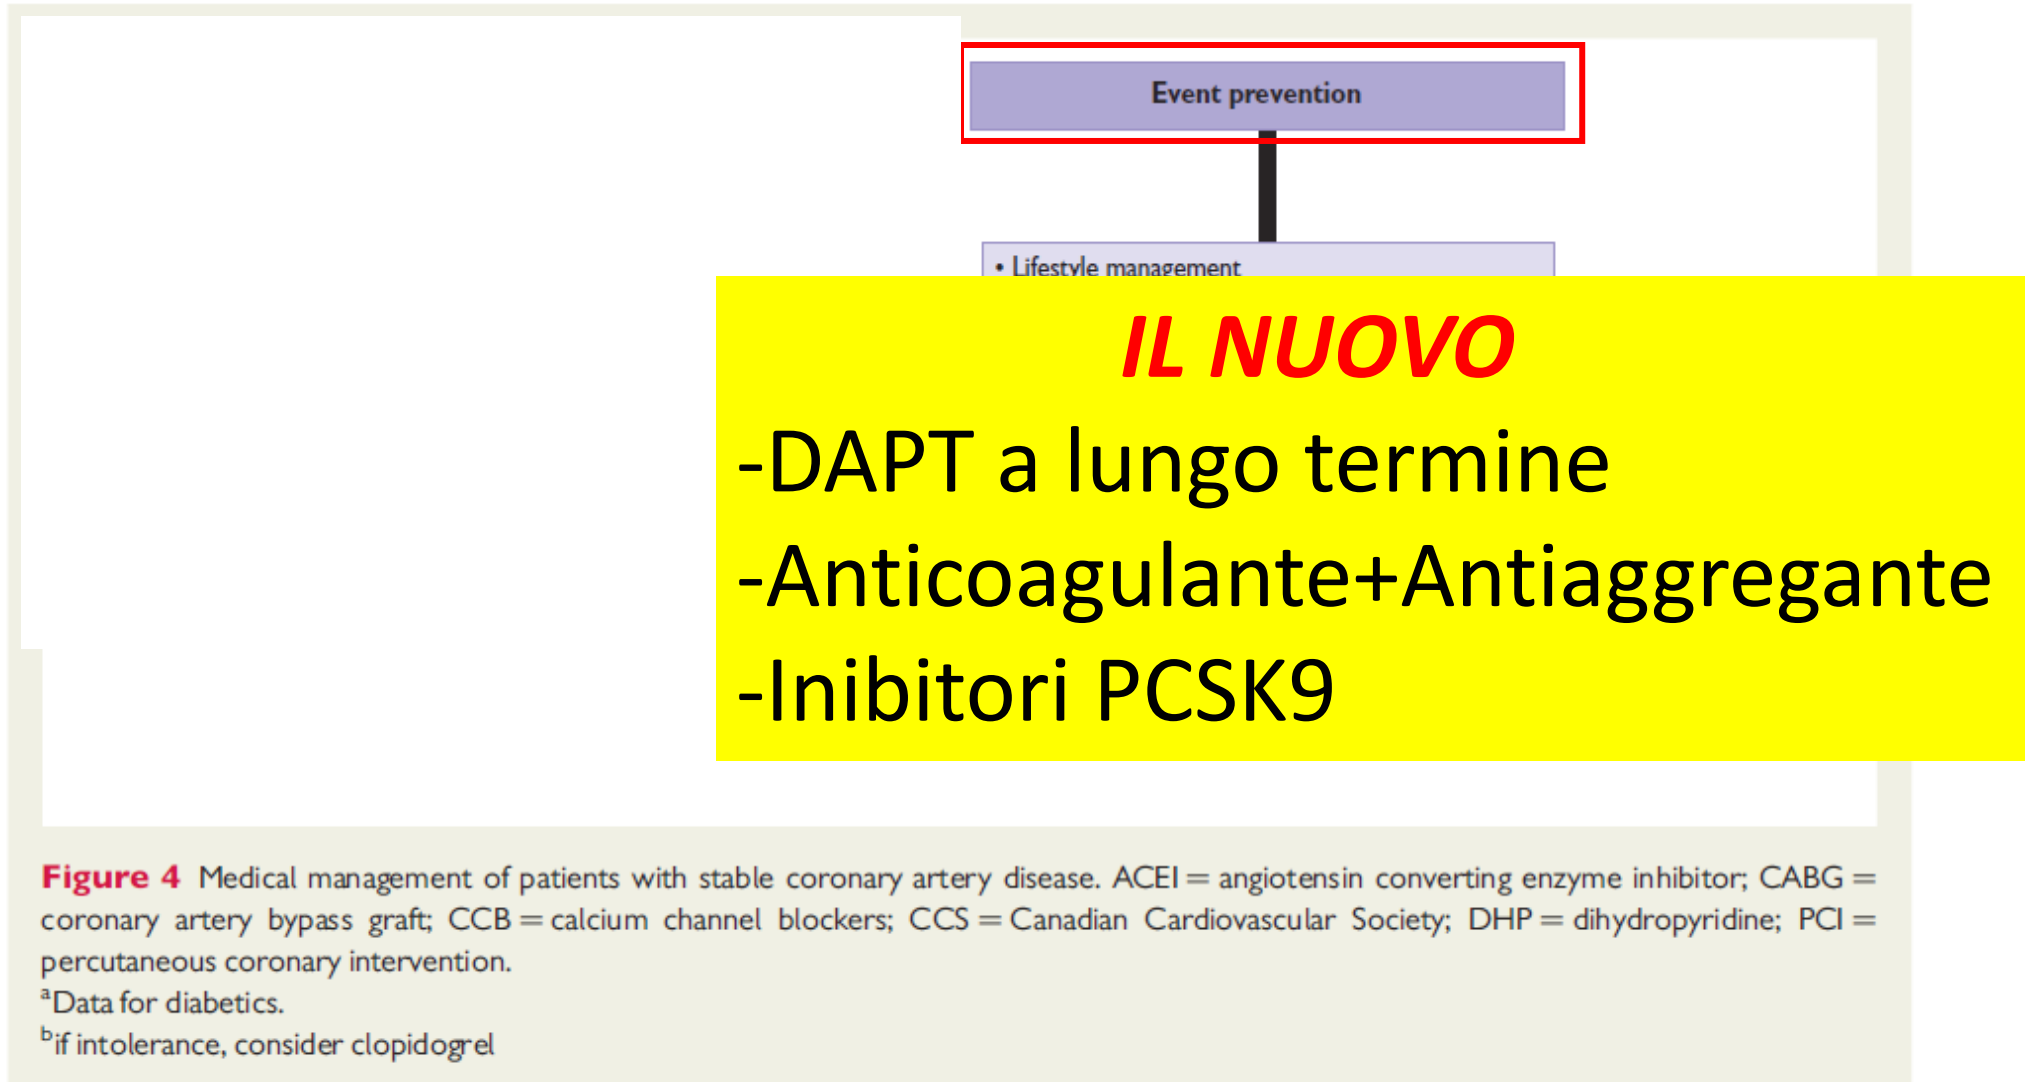 Event prevention
• Lifestyle management
IL NUOVO
-DAPT a lungo termine
-Anticoagulante+Antiaggregante
-Inibitori PCSK9
Figure 4 Medical management of patients with stable coronary artery disease. ACEI = angiotensin converting enzyme inhibitor; CABG =
coronary artery bypass graft; CCB = calcium channel blockers; CCS = Canadian Cardiovascular Society; DHP = dihydropyridine; PCI =
percutaneous coronary intervention.
ᵃData for diabetics.
ᵇif intolerance, consider clopidogrel